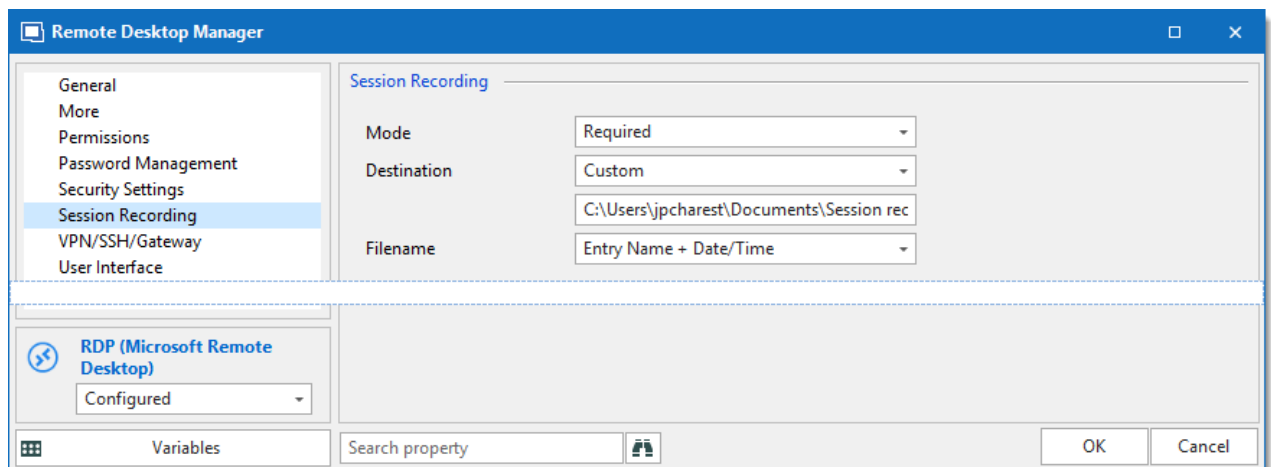 Remote Desktop Manager
General
More
Permissions
Password Management
Security Settings
Session Recording
VPN/SSH/Gateway
User Interface
Session Recording
Mode
Required
Destination
Custom
C:\Users\jpcharest\Documents\Session rec
Filename
Entry Name + Date/Time
RDP (Microsoft Remote
Desktop)
Configured
Variables
Search property
OK
Cancel